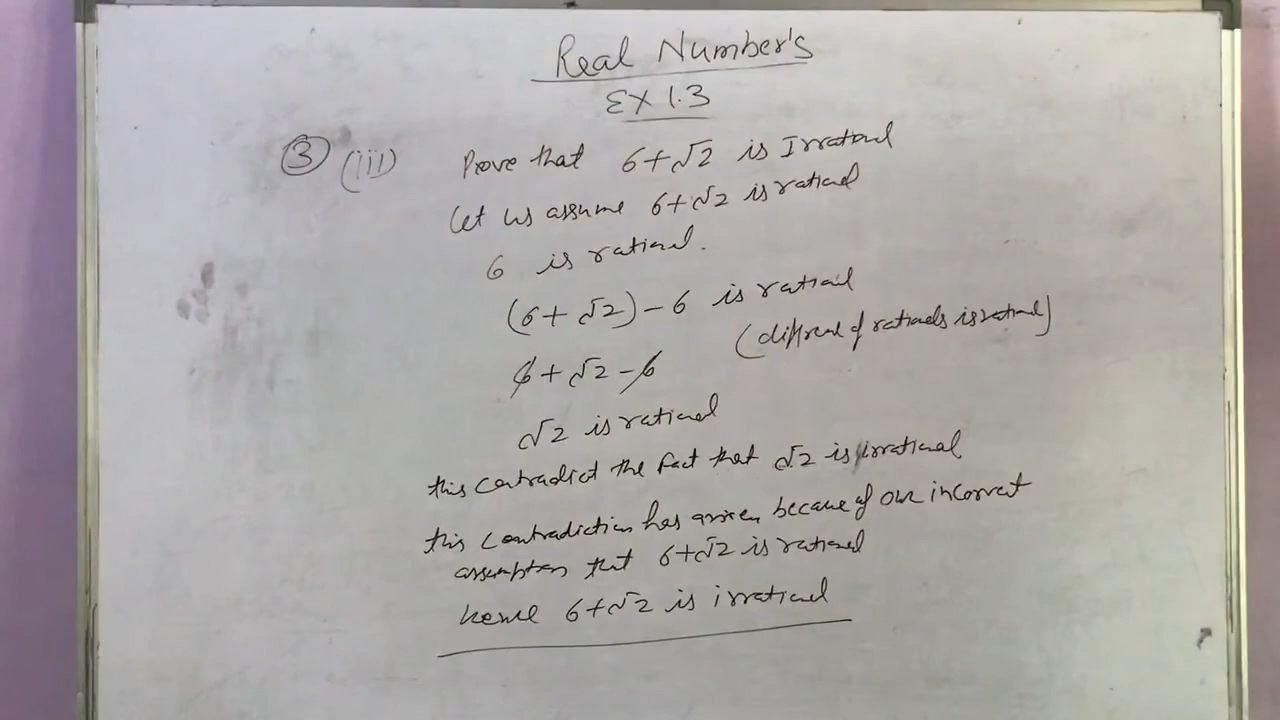 Real Number's
Ex 1.3
3 (iii) Prove that 6+√2 is Irrational
Let us assume 6+√2 is rational
6 is rational.
(6+√2)-6 is rational
(different of rationals is rational)
6+√2-6
√2 is rational
this contradict the fact that √2 is irrational
this contradiction has arisen because of our incorrect
assumption that 6+√2 is rational
hence 6+√2 is irrational